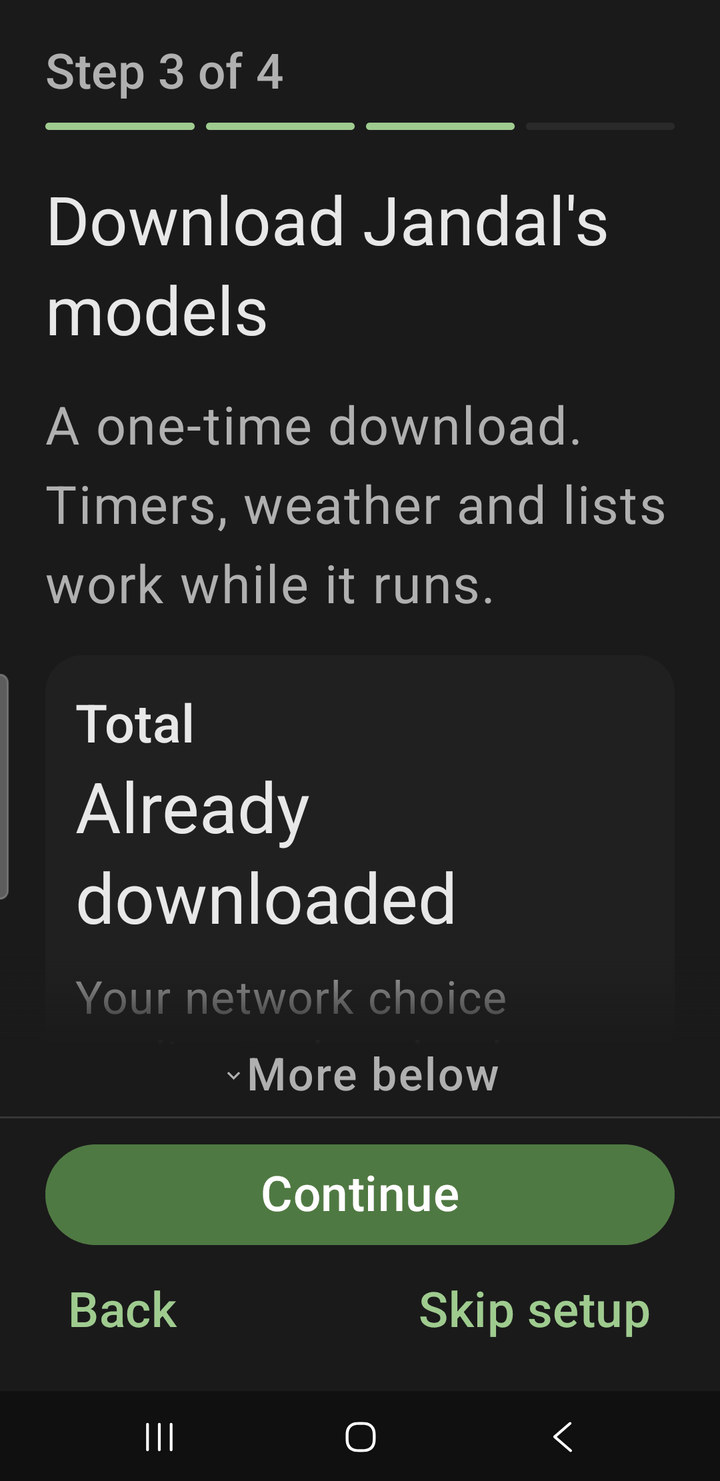 Step 3 of 4
Download Jandal's
models
A one-time download.
Timers, weather and lists
work while it runs.
Total
Already
downloaded
Your network choice
More below
Continue
Back
Skip setup